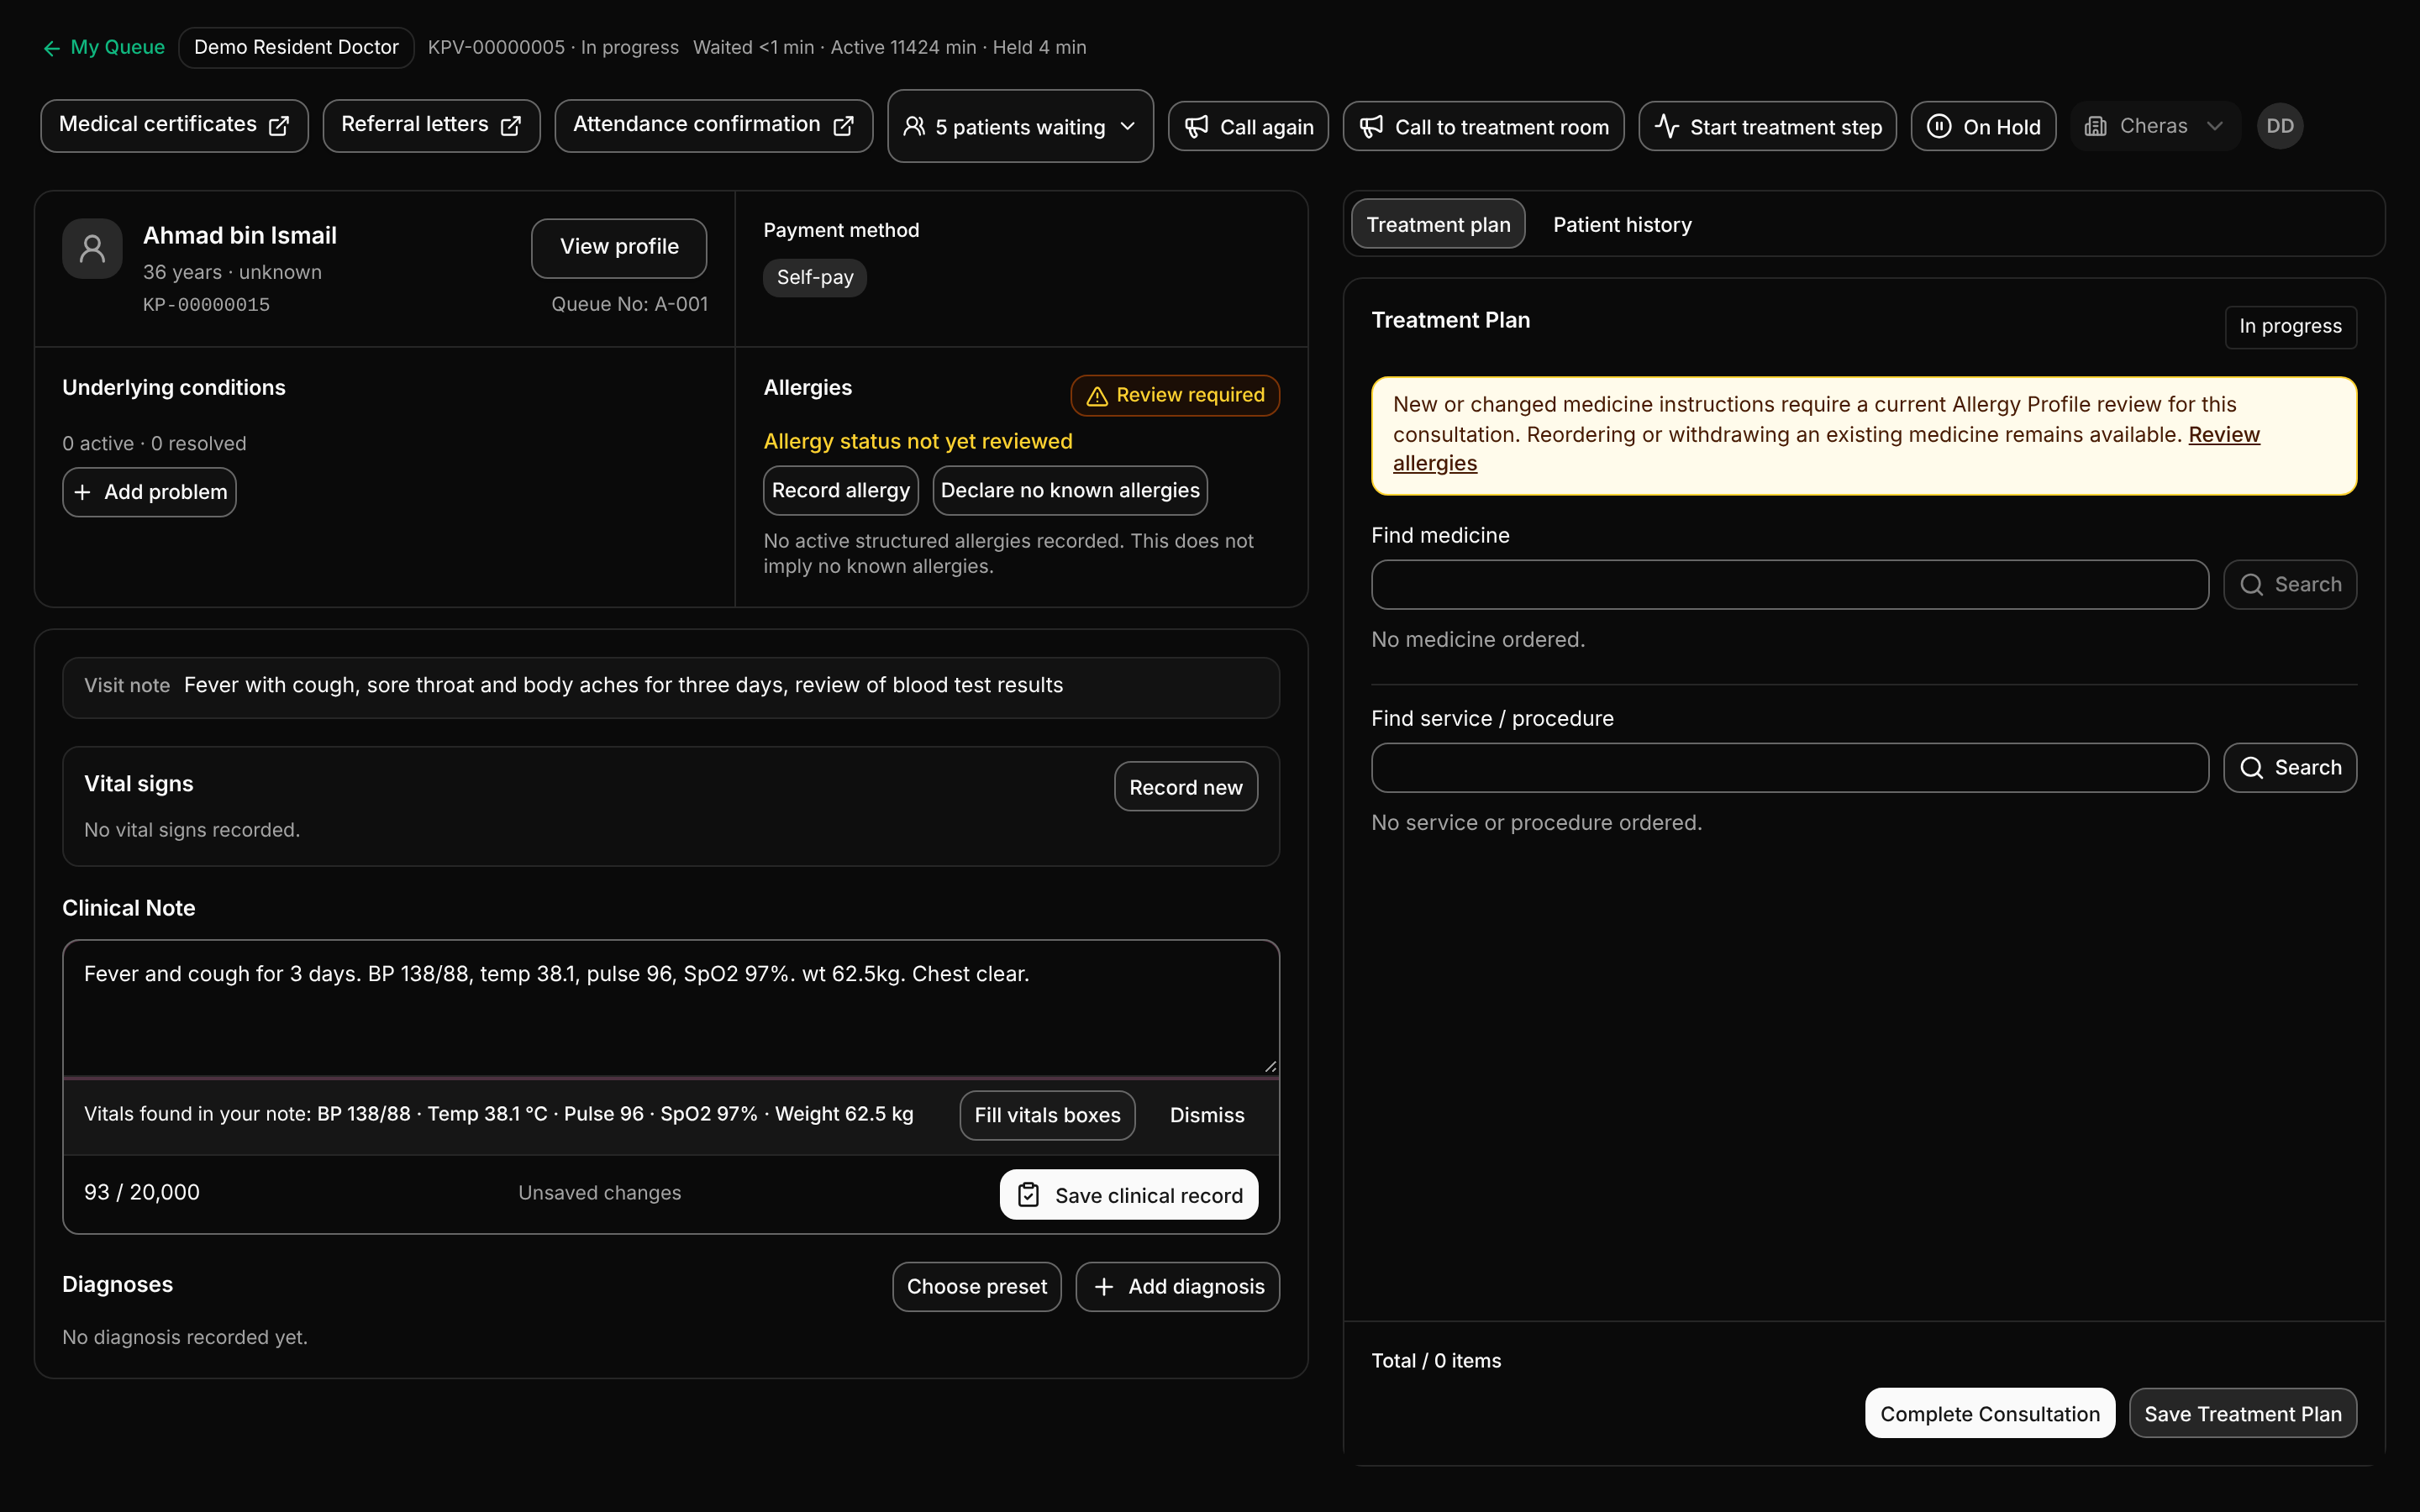 My Queue
Demo Resident Doctor
KPV-00000005 · In progress
Waited <1 min · Active 11424 min · Held 4 min
Medical certificates
Referral letters
Attendance confirmation
5 patients waiting
Call again
Call to treatment room
Start treatment step
On Hold
Cheras
DD
Ahmad bin Ismail
36 years · unknown
KP-00000015
View profile
Queue No: A-001
Payment method
Self-pay
Underlying conditions
0 active · 0 resolved
Add problem
Allergies
Review required
Allergy status not yet reviewed
Record allergy
Declare no known allergies
No active structured allergies recorded. This does not
imply no known allergies.
Visit note Fever with cough, sore throat and body aches for three days, review of blood test results
Vital signs
Record new
No vital signs recorded.
Clinical Note
Fever and cough for 3 days. BP 138/88, temp 38.1, pulse 96, SpO2 97%. wt 62.5kg. Chest clear.
Vitals found in your note: BP 138/88 · Temp 38.1 °C · Pulse 96 · SpO2 97% · Weight 62.5 kg
Fill vitals boxes
Dismiss
93 / 20,000
Unsaved changes
Save clinical record
Diagnoses
Choose preset
Add diagnosis
No diagnosis recorded yet.
Treatment plan
Patient history
Treatment Plan
In progress
New or changed medicine instructions require a current Allergy Profile review for this
consultation. Reordering or withdrawing an existing medicine remains available. Review
allergies
Find medicine
Search
No medicine ordered.
Find service / procedure
Search
No service or procedure ordered.
Total / 0 items
Complete Consultation
Save Treatment Plan